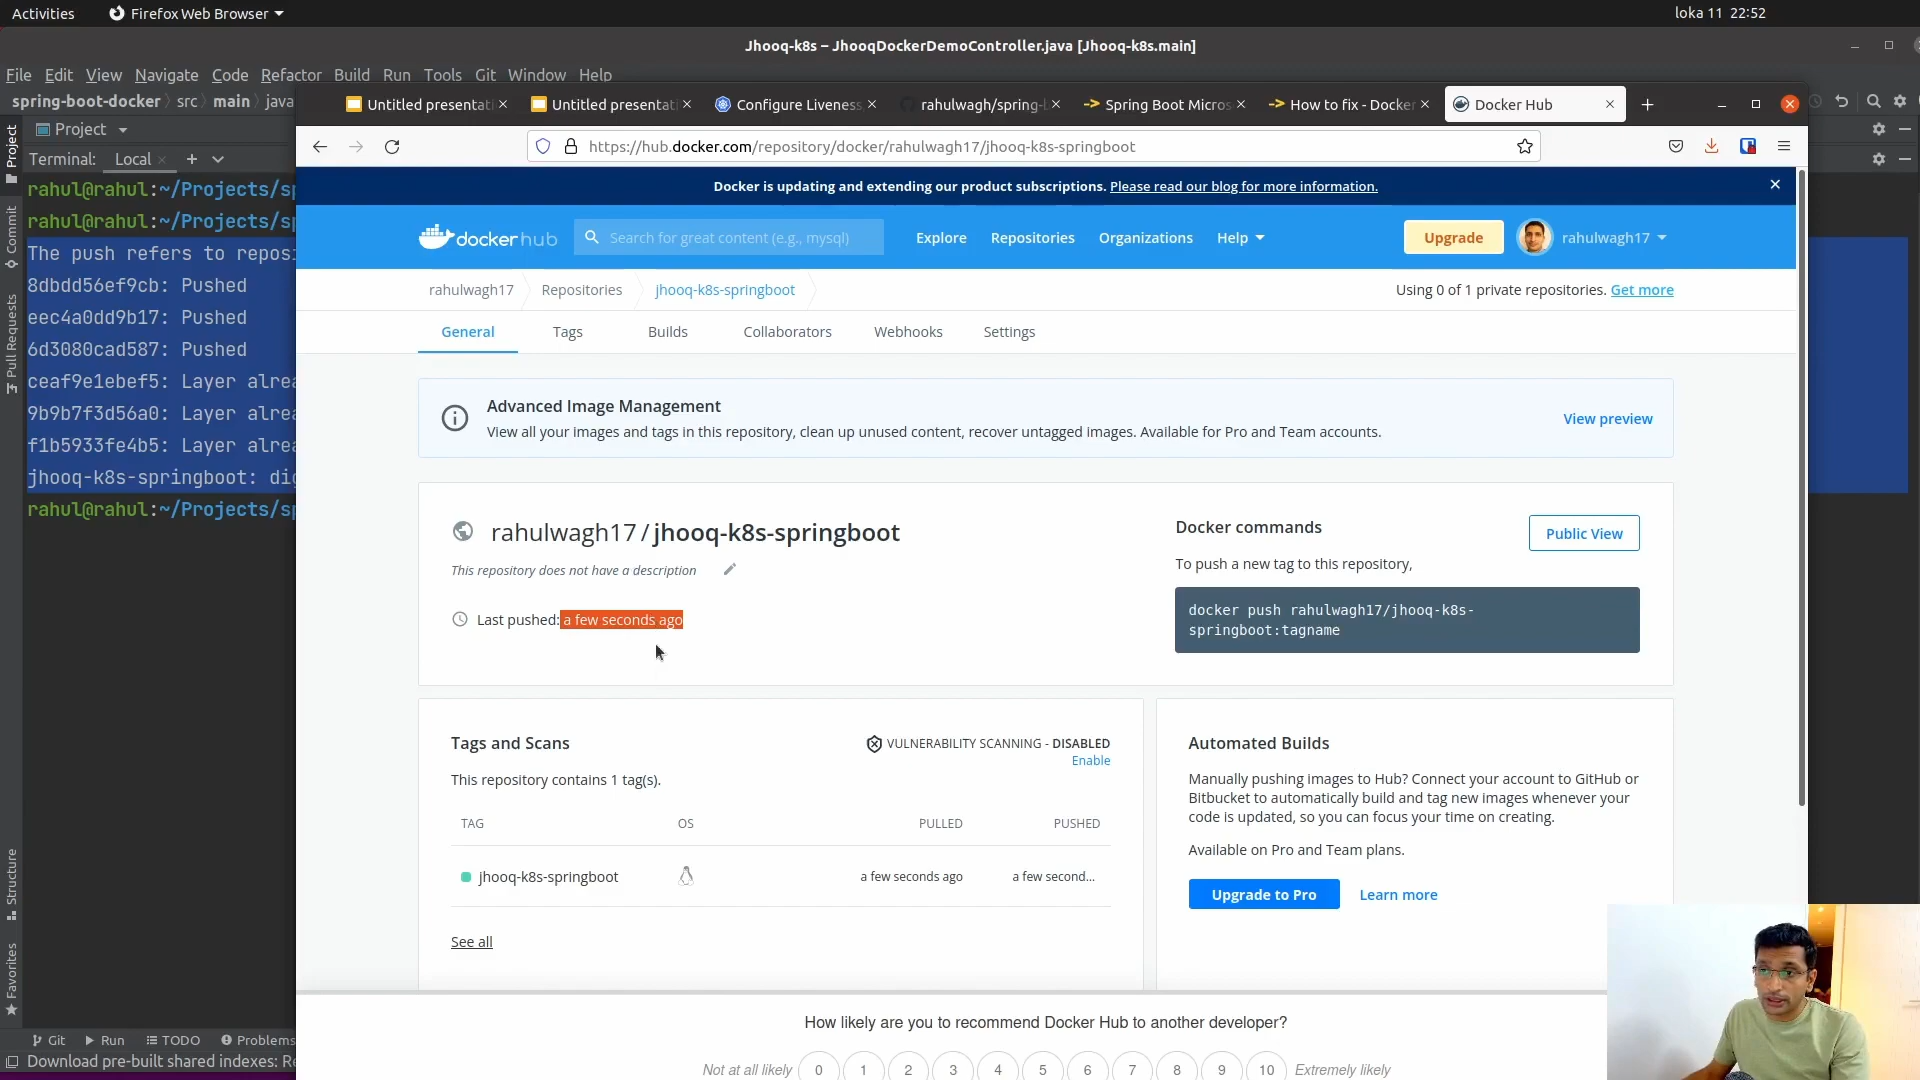 Activities
Firefox Web Browser
loka 11 22:52
Jhooq-k8s – JhooqDockerDemoController.java [Jhooq-k8s.main]
File Edit View Navigate Code Refactor Build Run Tools Git Window Help
spring-boot-docker src main java
Untitled presentati
Untitled presentati
Configure Liveness,
rahulwagh/spring-
Spring Boot Micros
How to fix - Docker
Docker Hub
Project
https://hub.docker.com/repository/docker/rahulwagh17/jhooq-k8s-springboot
Terminal: Local
rahul@rahul:~/Projects/sp
rahul@rahul:~/Projects/sp
The push refers to reposi
8dbdd56ef9cb: Pushed
eec4a0dd9b17: Pushed
6d3080cad587: Pushed
ceaf9e1ebef5: Layer alrea
9b9b7f3d56a0: Layer alrea
f1b5933fe4b5: Layer alrea
jhooq-k8s-springboot: dig
rahul@rahul:~/Projects/sp
Project
Commit
Pull Requests
Structure
Favorites
Docker is updating and extending our product subscriptions. Please read our blog for more information.
docker hub
Search for great content (e.g., mysql)
Explore Repositories Organizations Help
Upgrade
rahulwagh17
rahulwagh17 Repositories jhooq-k8s-springboot
Using 0 of 1 private repositories. Get more
General Tags Builds Collaborators Webhooks Settings
Advanced Image Management
View all your images and tags in this repository, clean up unused content, recover untagged images. Available for Pro and Team accounts.
View preview
rahulwagh17 / jhooq-k8s-springboot
This repository does not have a description
Last pushed: a few seconds ago
Docker commands
Public View
To push a new tag to this repository,
docker push rahulwagh17/jhooq-k8s-
springboot:tagname
Tags and Scans
VULNERABILITY SCANNING - DISABLED
Enable
This repository contains 1 tag(s).
TAG OS PULLED PUSHED
jhooq-k8s-springboot a few seconds ago a few second...
See all
Automated Builds
Manually pushing images to Hub? Connect your account to GitHub or
Bitbucket to automatically build and tag new images whenever your
code is updated, so you can focus your time on creating.
Available on Pro and Team plans.
Upgrade to Pro
Learn more
How likely are you to recommend Docker Hub to another developer?
Not at all likely 0 1 2 3 4 5 6 7 8 9 10 Extremely likely
Git Run TODO Problems
Download pre-built shared indexes: Re